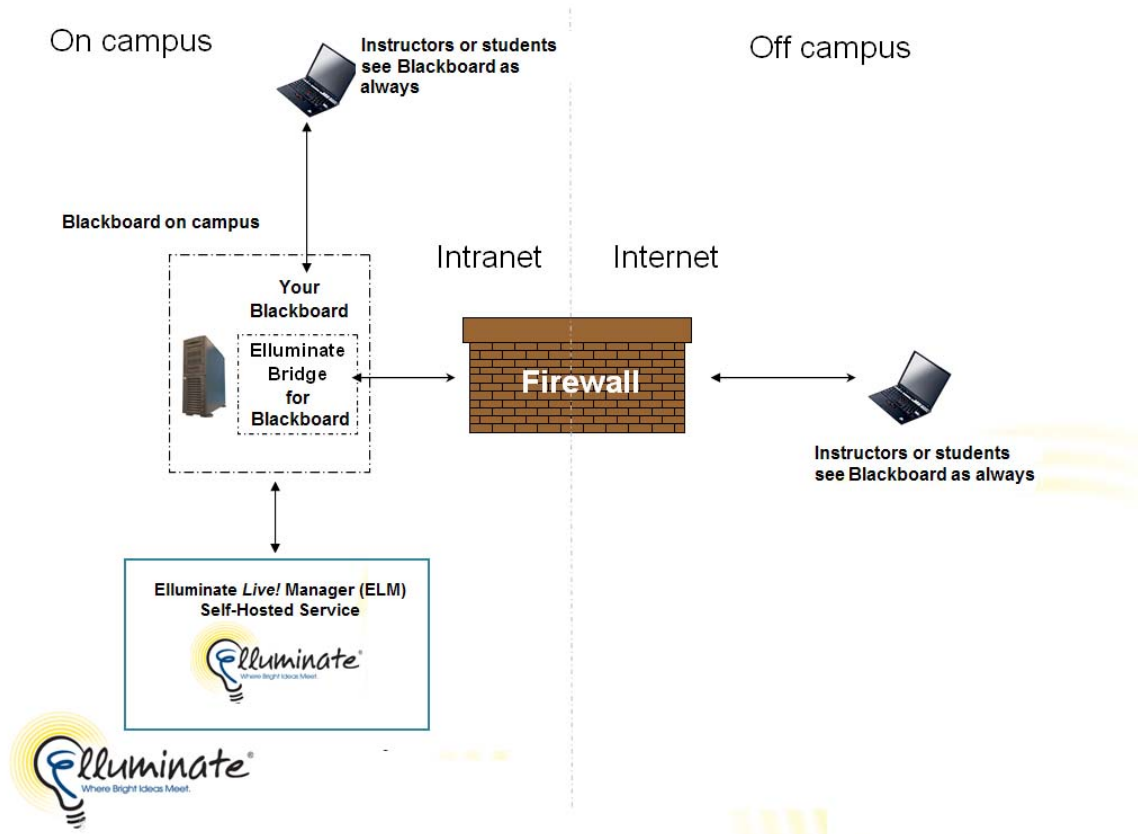 On campus
Instructors or students
see Blackboard as
always
Off campus
Blackboard on campus
Intranet
Internet
Your
Blackboard
Elluminate
Bridge
for
Blackboard
Firewall
Instructors or students
see Blackboard as always
Elluminate Live! Manager (ELM)
Self-Hosted Service
elluminate®
Where Bright Ideas Meet.
elluminate®
Where Bright Ideas Meet.